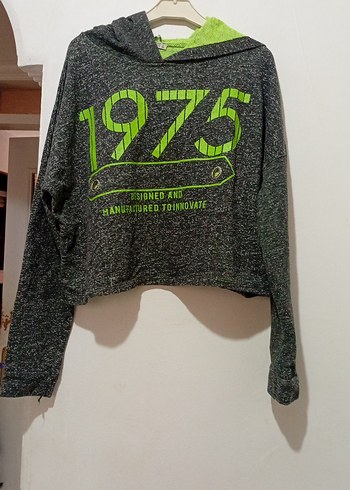 1975
DESIGNED AND
MANUFACTURED TO INNOVATE